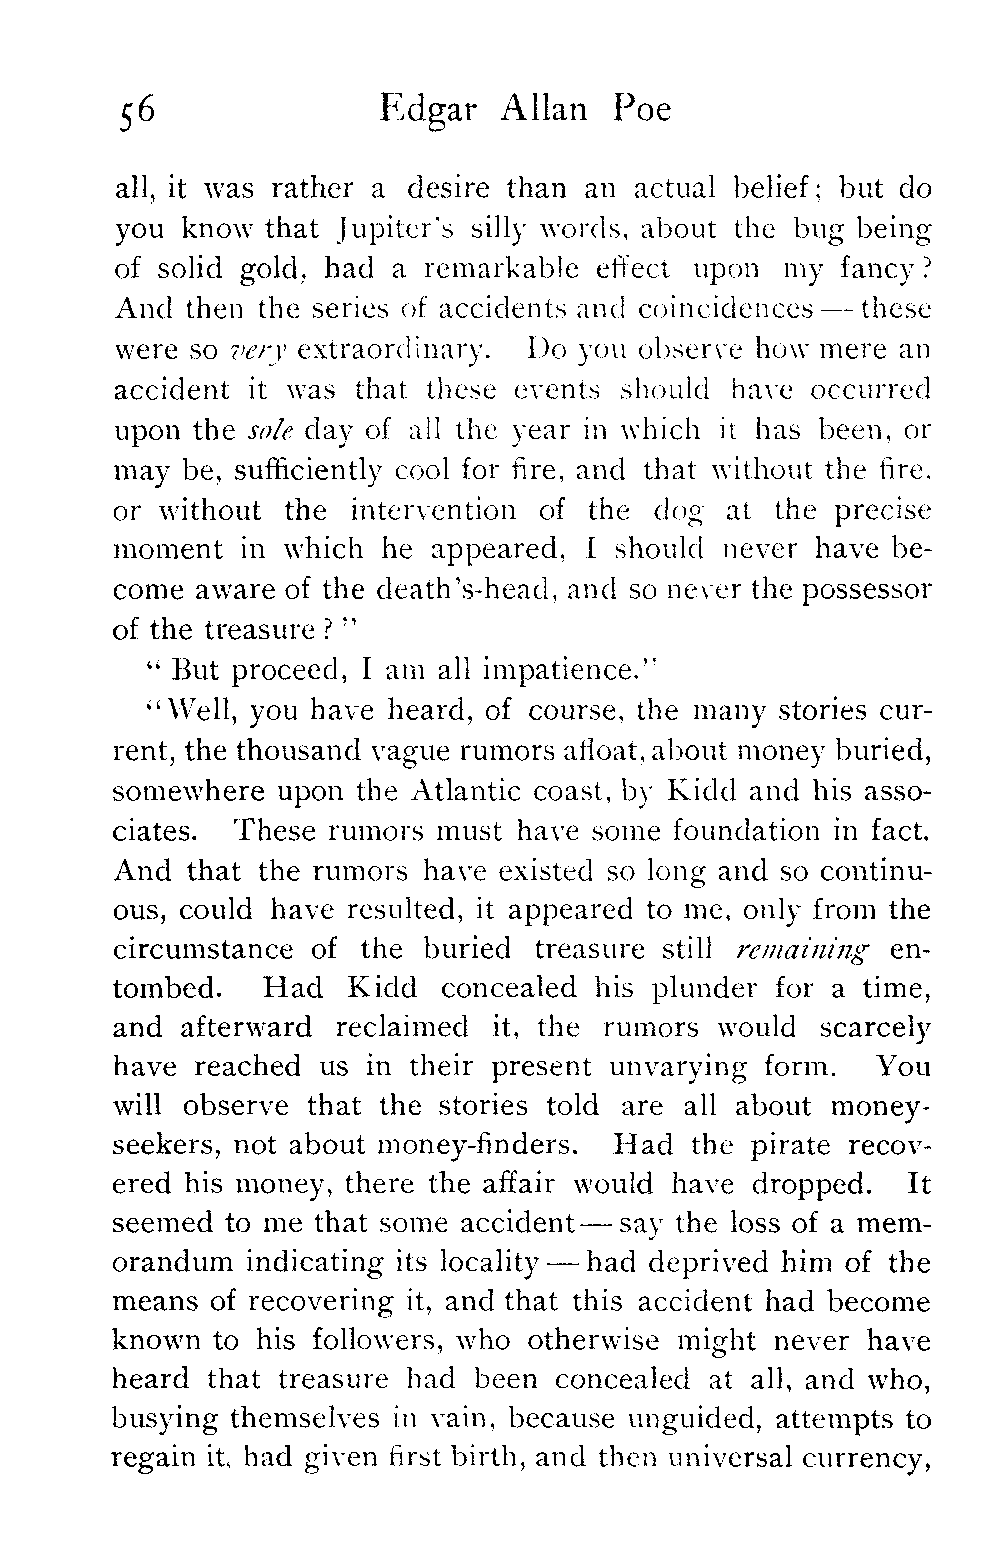 56 Edgar Allan Poe
all, it was rather a desire than an actual belief; but do
you know that Jupiter's silly words, about the bug being
of solid gold, had a remarkable effect upon my fancy?
And then the series of accidents and coincidences — these
were so very extraordinary. Do you observe how mere an
accident it was that these events should have occurred
upon the sole day of all the year in which it has been, or
may be, sufficiently cool for fire, and that without the fire,
or without the intervention of the dog at the precise
moment in which he appeared, I should never have be-
come aware of the death's-head, and so never the possessor
of the treasure?"
"But proceed, I am all impatience."
"Well, you have heard, of course, the many stories cur-
rent, the thousand vague rumors afloat, about money buried,
somewhere upon the Atlantic coast, by Kidd and his asso-
ciates. These rumors must have some foundation in fact.
And that the rumors have existed so long and so continu-
ous, could have resulted, it appeared to me, only from the
circumstance of the buried treasure still remaining en-
tombed. Had Kidd concealed his plunder for a time,
and afterward reclaimed it, the rumors would scarcely
have reached us in their present unvarying form. You
will observe that the stories told are all about money-
seekers, not about money-finders. Had the pirate recov-
ered his money, there the affair would have dropped. It
seemed to me that some accident — say the loss of a mem-
orandum indicating its locality — had deprived him of the
means of recovering it, and that this accident had become
known to his followers, who otherwise might never have
heard that treasure had been concealed at all, and who,
busying themselves in vain, because unguided, attempts to
regain it, had given first birth, and then universal currency,